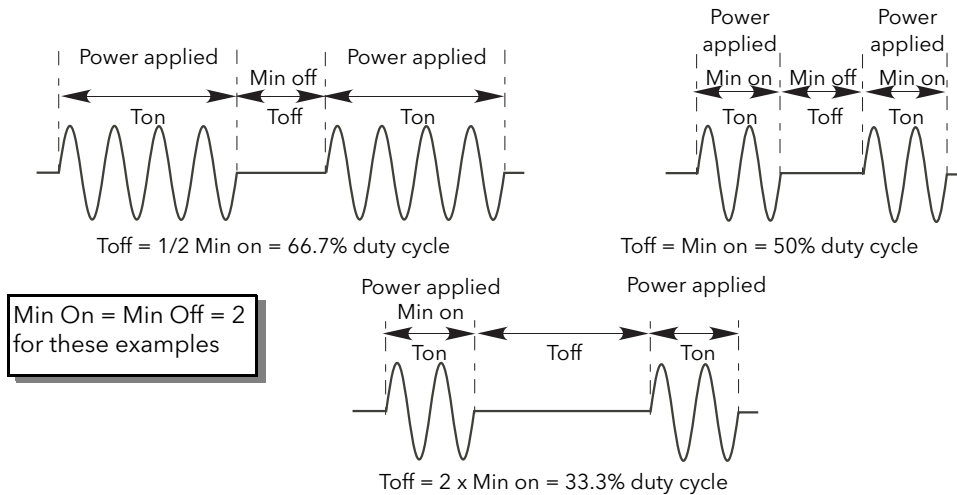 Power applied
Min off
Power applied
Ton
Toff
Ton
Toff = 1/2 Min on = 66.7% duty cycle
Power
applied
Power
applied
Min on
Min off
Min on
Ton
Toff
Ton
Toff = Min on = 50% duty cycle
Min On = Min Off = 2
for these examples
Power applied
Min on
Power applied
Ton
Toff
Ton
Toff = 2 x Min on = 33.3% duty cycle